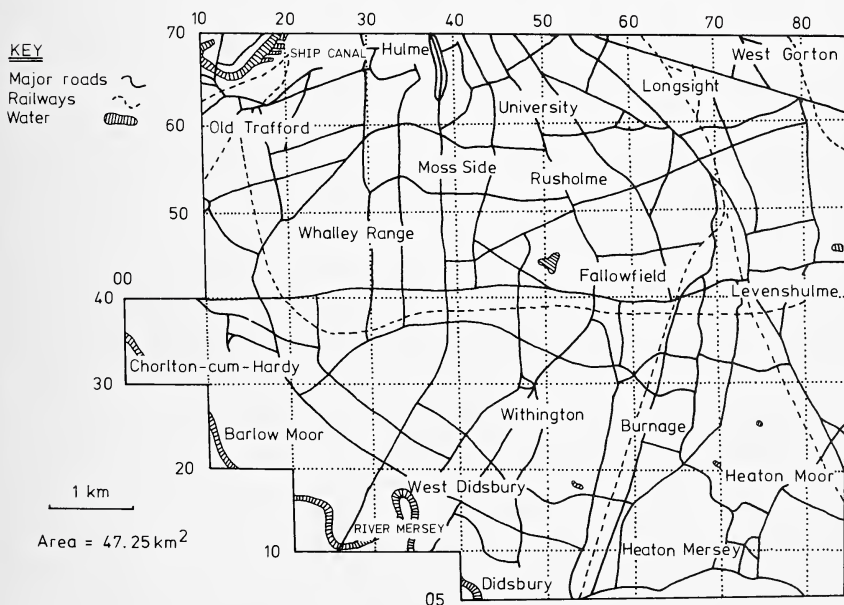 10 20 30 40 50 60 70 80
70
KEY
Major roads
Railways
Water
SHIP CANAL
Hulme
West Gorton
Longsight
University
60
Old Trafford
Moss Side
Rusholme
50
Whalley Range
Fallowfield
00
Levenshulme
40
Chorlton-cum-Hardy
30
Withington
Burnage
Barlow Moor
20
Heaton Moor
West Didsbury
1 km
RIVER MERSEY
Area = 47.25 km²
10
Heaton Mersey
Didsbury
05